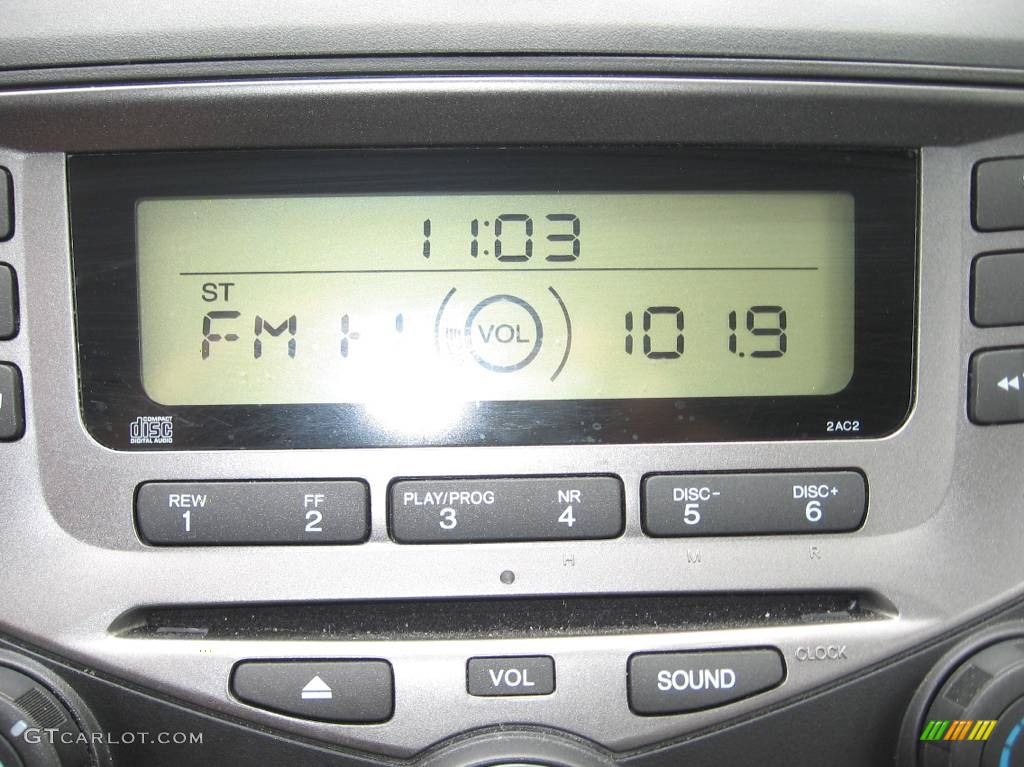 11:03
ST
FM VOL 101.9
COMPACT
disc
DIGITAL AUDIO
2AC2
REW FF PLAY/PROG NR DISC- DISC+
1 2 3 4 5 6
H M R
CLOCK
VOL SOUND
GTCARLOT.COM